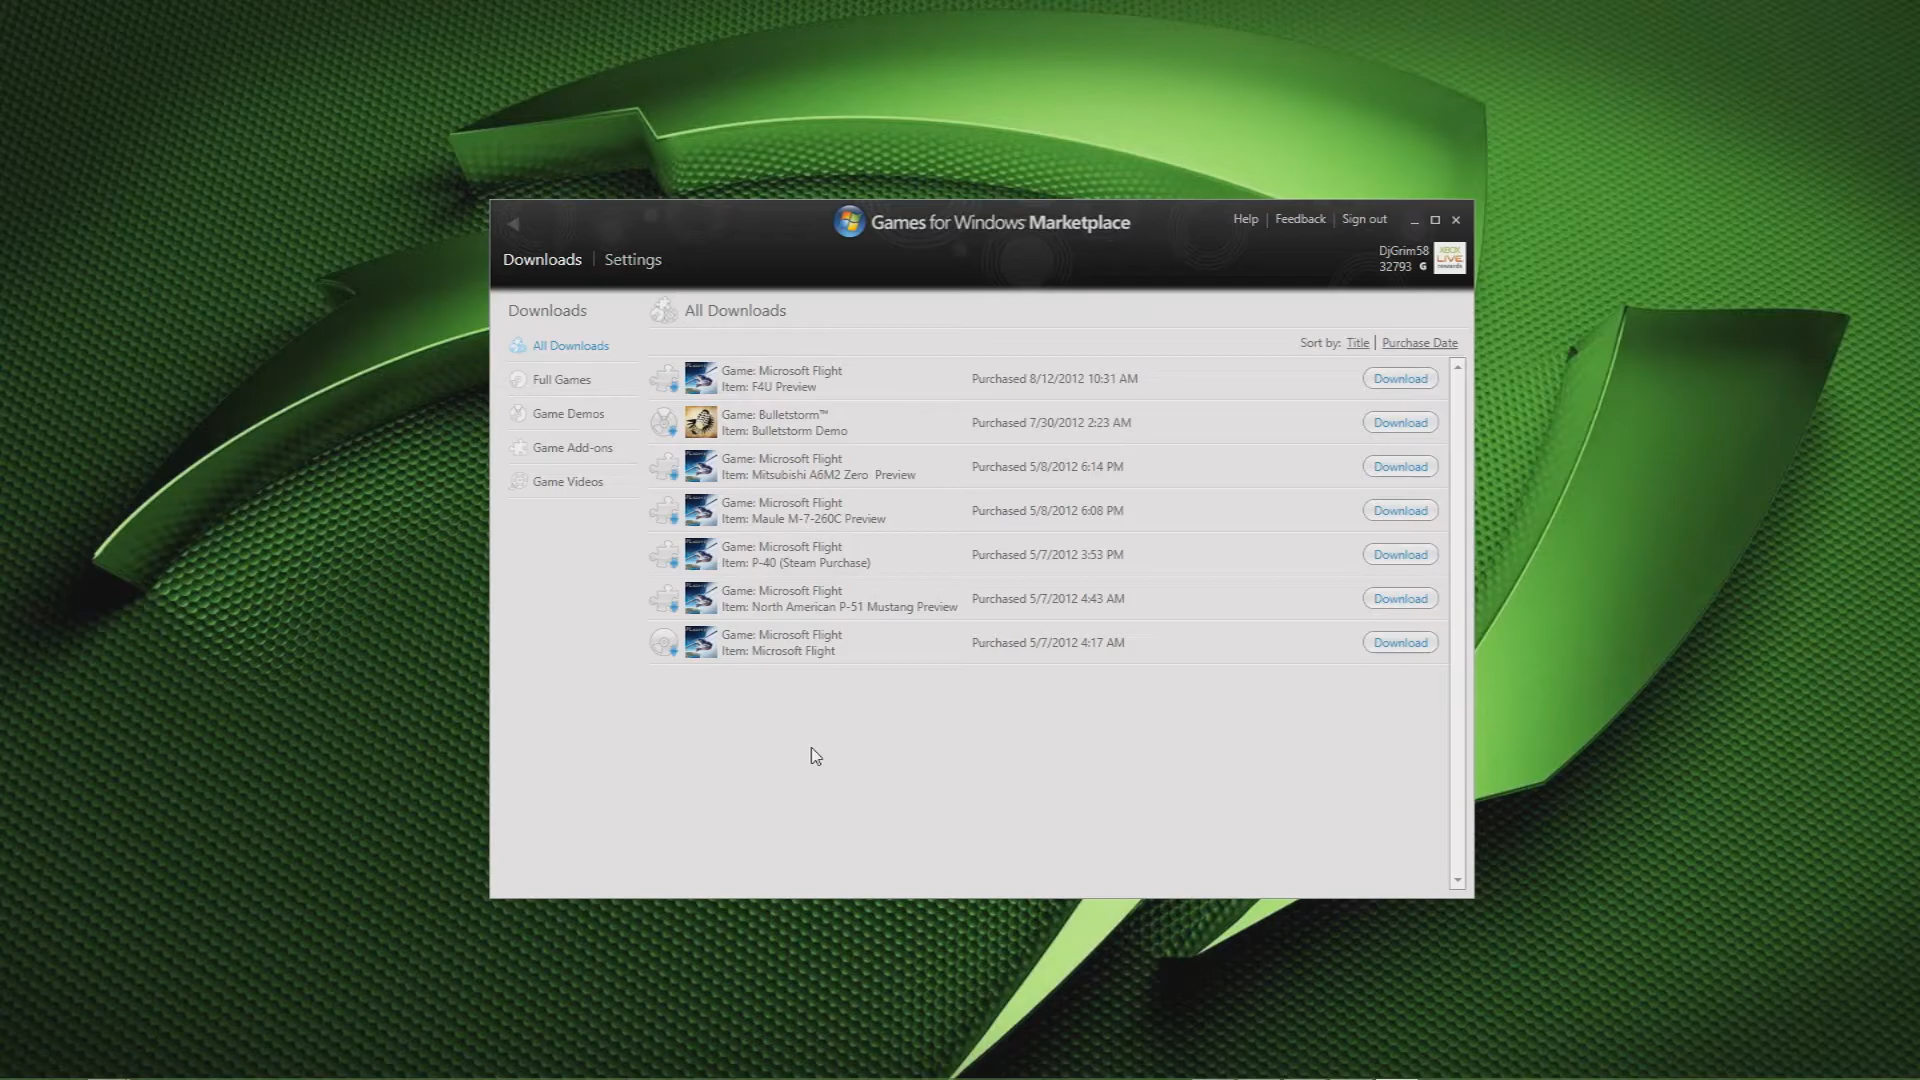 Games for Windows Marketplace
Help | Feedback | Sign out
Downloads | Settings
DjGrim58
32793 G
XBOX
LIVE
rewards
Downloads
All Downloads
Full Games
Game Demos
Game Add-ons
Game Videos
All Downloads
Sort by: Title | Purchase Date
Game: Microsoft Flight
Item: F4U Preview
Purchased 8/12/2012 10:31 AM
Download
Game: Bulletstorm™
Item: Bulletstorm Demo
Purchased 7/30/2012 2:23 AM
Download
Game: Microsoft Flight
Item: Mitsubishi A6M2 Zero  Preview
Purchased 5/8/2012 6:14 PM
Download
Game: Microsoft Flight
Item: Maule M-7-260C Preview
Purchased 5/8/2012 6:08 PM
Download
Game: Microsoft Flight
Item: P-40 (Steam Purchase)
Purchased 5/7/2012 3:53 PM
Download
Game: Microsoft Flight
Item: North American P-51 Mustang Preview
Purchased 5/7/2012 4:43 AM
Download
Game: Microsoft Flight
Item: Microsoft Flight
Purchased 5/7/2012 4:17 AM
Download